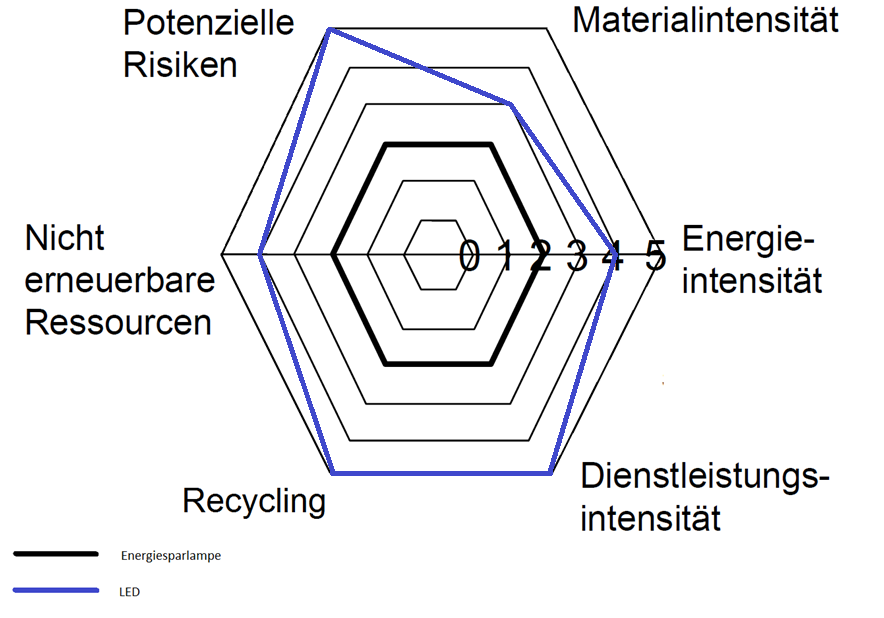 Potenzielle
Risiken
Materialintensität
Nicht
erneuerbare
Ressourcen
0 1 2 3 4 5
Energie-
intensität
Recycling
Dienstleistungs-
intensität
Energiesparlampe
LED